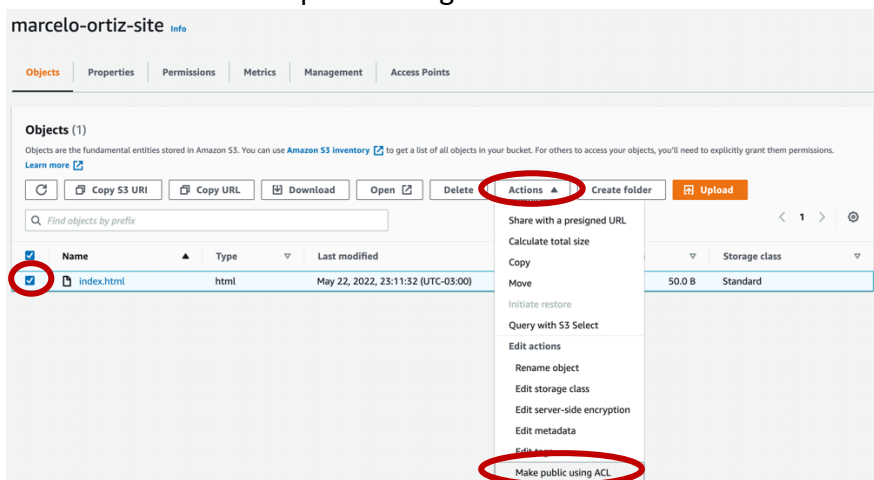 marcelo-ortiz-site Info
Objects Properties Permissions Metrics Management Access Points
Objects (1)
Objects are the fundamental entities stored in Amazon S3. You can use Amazon S3 inventory to get a list of all objects in your bucket. For others to access your objects, you'll need to explicitly grant them permissions.
Learn more
Copy S3 URI Copy URL Download Open Delete Actions Create folder Upload
Find objects by prefix
1
Name Type Last modified Storage class
index.html html May 22, 2022, 23:11:32 (UTC-03:00) 50.0 B Standard
Share with a presigned URL
Calculate total size
Copy
Move
Initiate restore
Query with S3 Select
Edit actions
Rename object
Edit storage class
Edit server-side encryption
Edit metadata
Edit tags
Make public using ACL